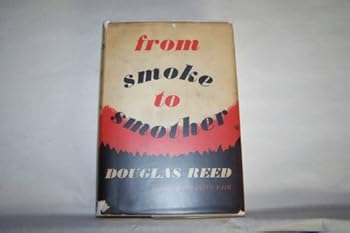 from
smoke
to
smother
DOUGLAS REED